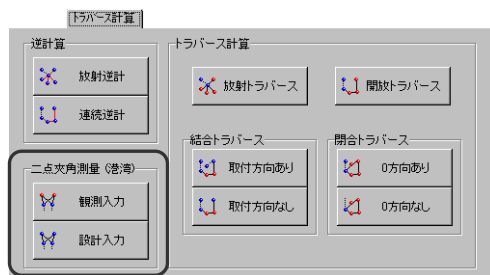 トラバース計算
逆計算
放射逆計
連続逆計
二点夾角測量 (港湾)
観測入力
設計入力
トラバース計算
放射トラバース
開放トラバース
結合トラバース
取付方向あり
取付方向なし
閉合トラバース
0方向あり
0方向なし